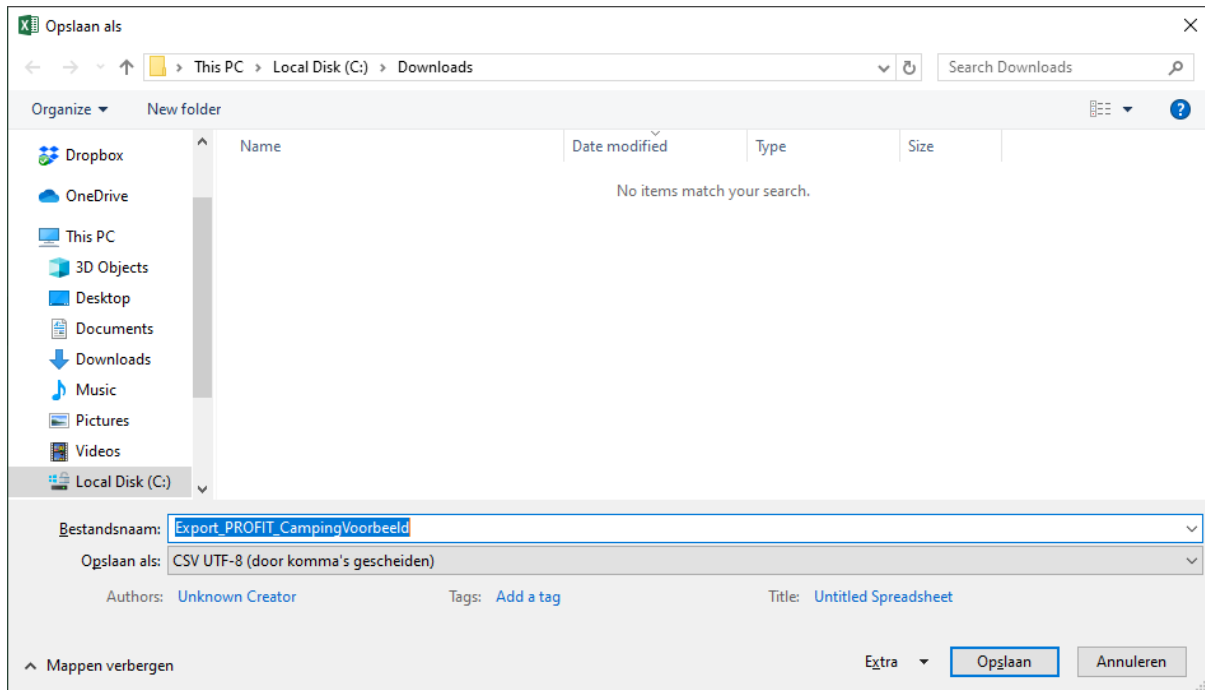 Opslaan als
This PC > Local Disk (C:) > Downloads
Search Downloads
Organize
New folder
Name
Date modified
Type
Size
No items match your search.
Dropbox
OneDrive
This PC
3D Objects
Desktop
Documents
Downloads
Music
Pictures
Videos
Local Disk (C:)
Bestandsnaam: Export_PROFIT_CampingVoorbeeld
Opslaan als: CSV UTF-8 (door komma's gescheiden)
Authors: Unknown Creator Tags: Add a tag Title: Untitled Spreadsheet
Mappen verbergen Extra Opslaan Annuleren